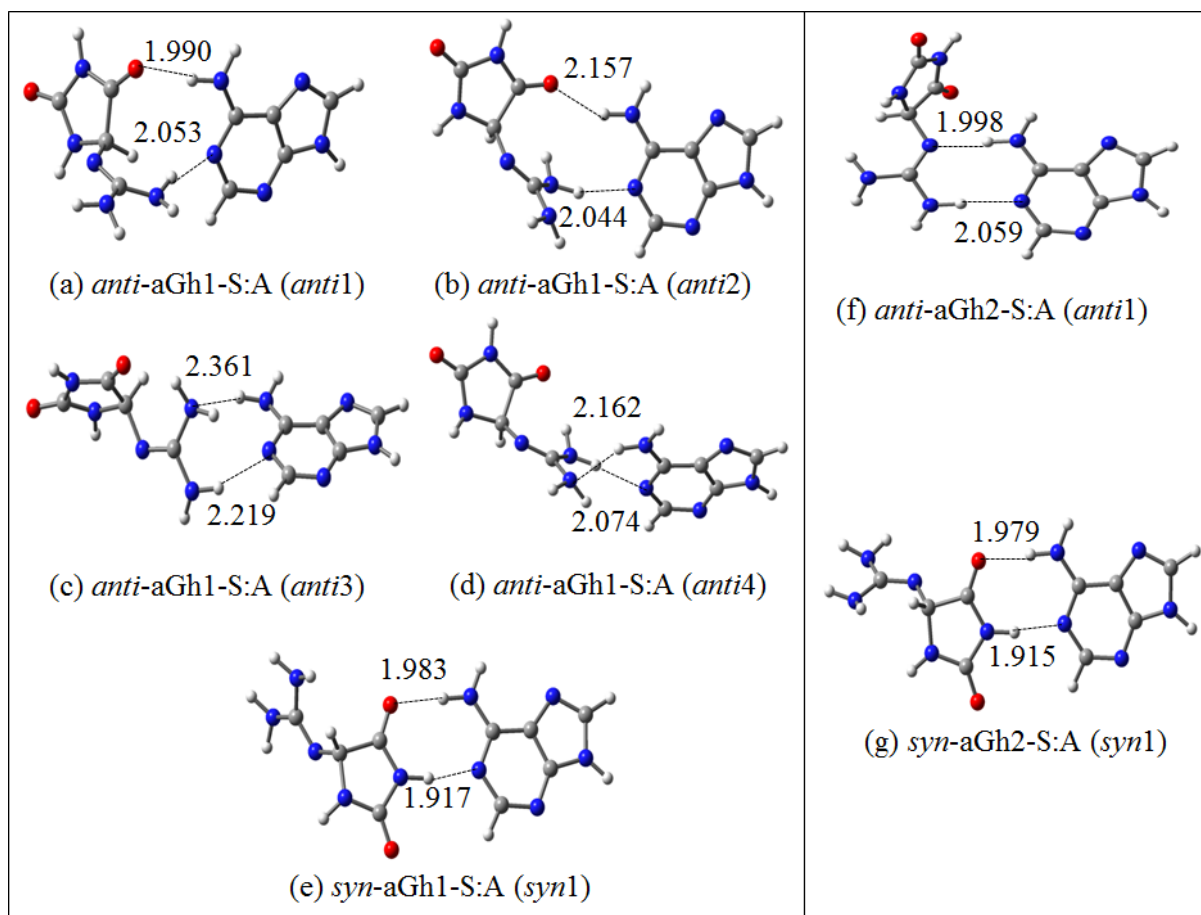 1.990
2.053
(a) anti-aGh1-S:A (anti1)
2.157
2.044
(b) anti-aGh1-S:A (anti2)
2.361
2.219
(c) anti-aGh1-S:A (anti3)
2.162
2.074
(d) anti-aGh1-S:A (anti4)
1.983
1.917
(e) syn-aGh1-S:A (syn1)
1.998
2.059
(f) anti-aGh2-S:A (anti1)
1.979
1.915
(g) syn-aGh2-S:A (syn1)